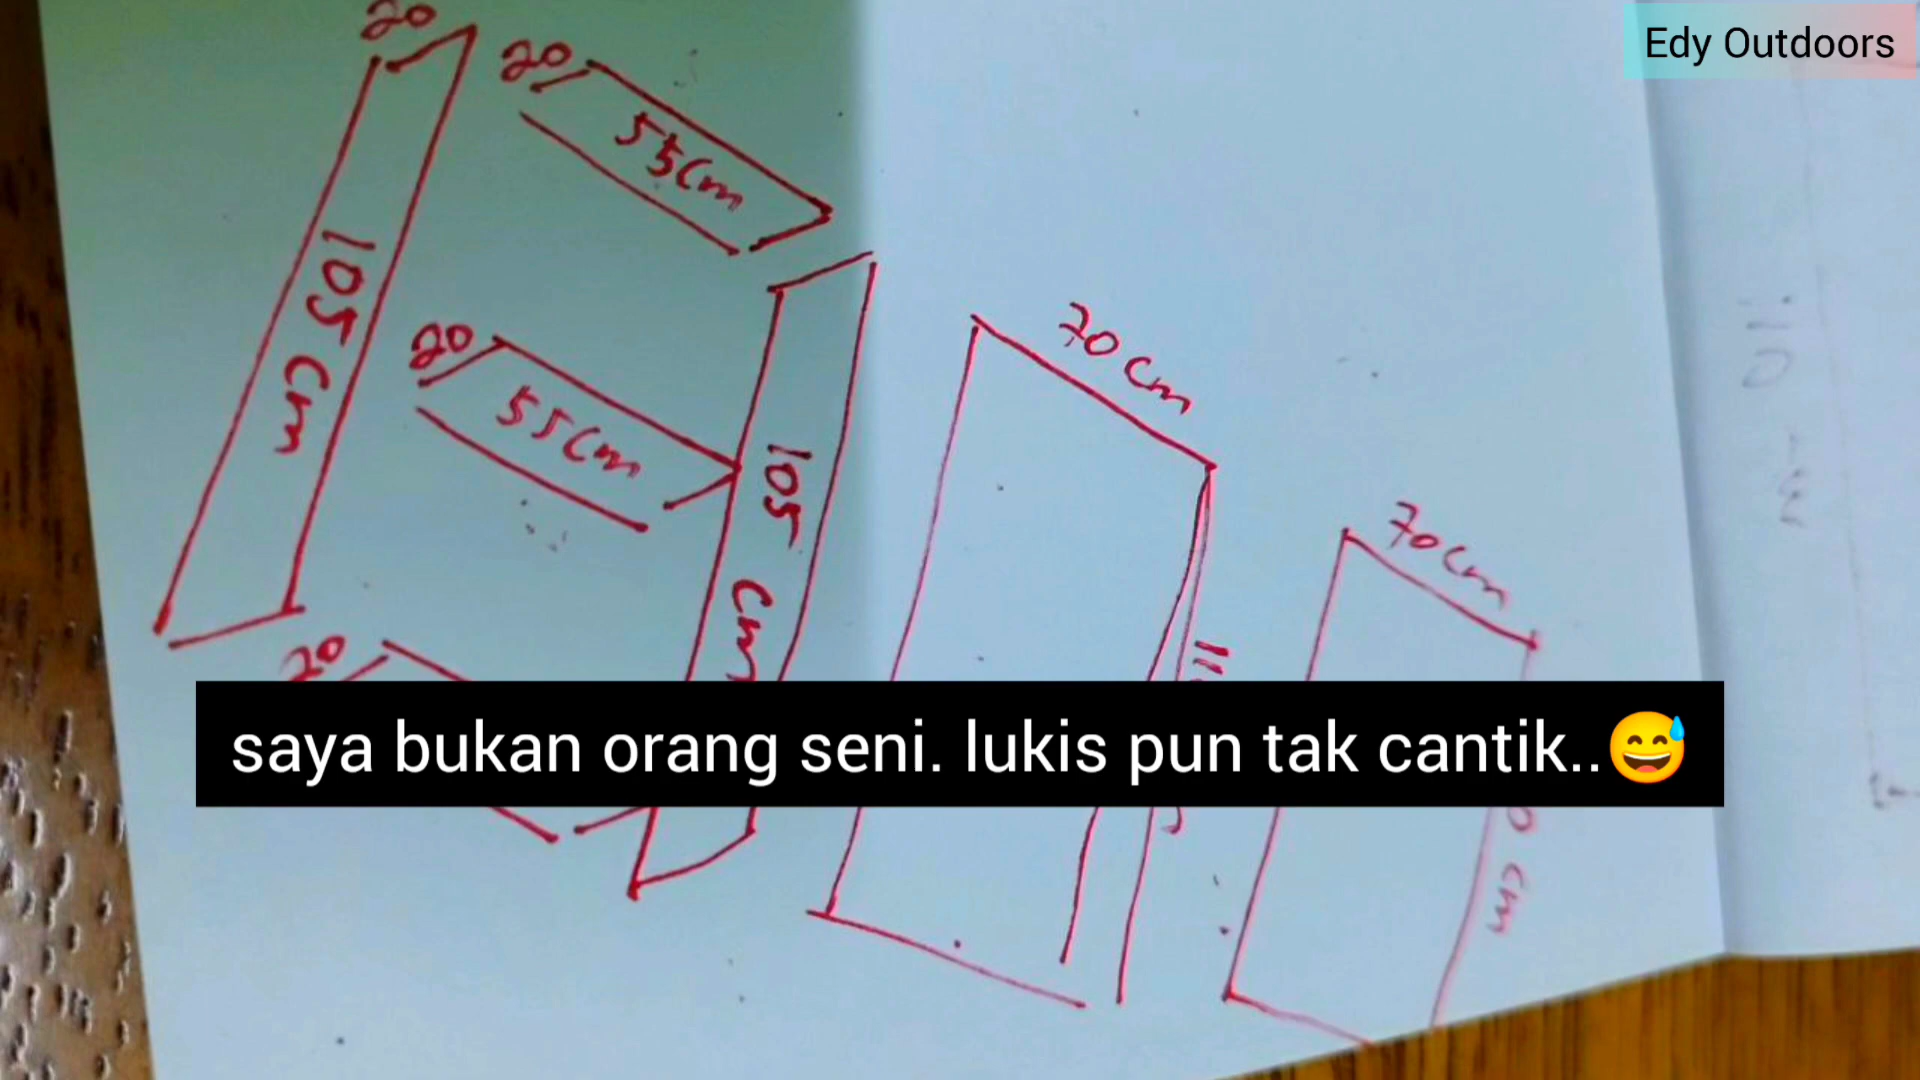 Edy Outdoors
20
20
55cm
105 cm
20
55cm
105 cm
70 cm
70cm
20
saya bukan orang seni. lukis pun tak cantik..😅
cm